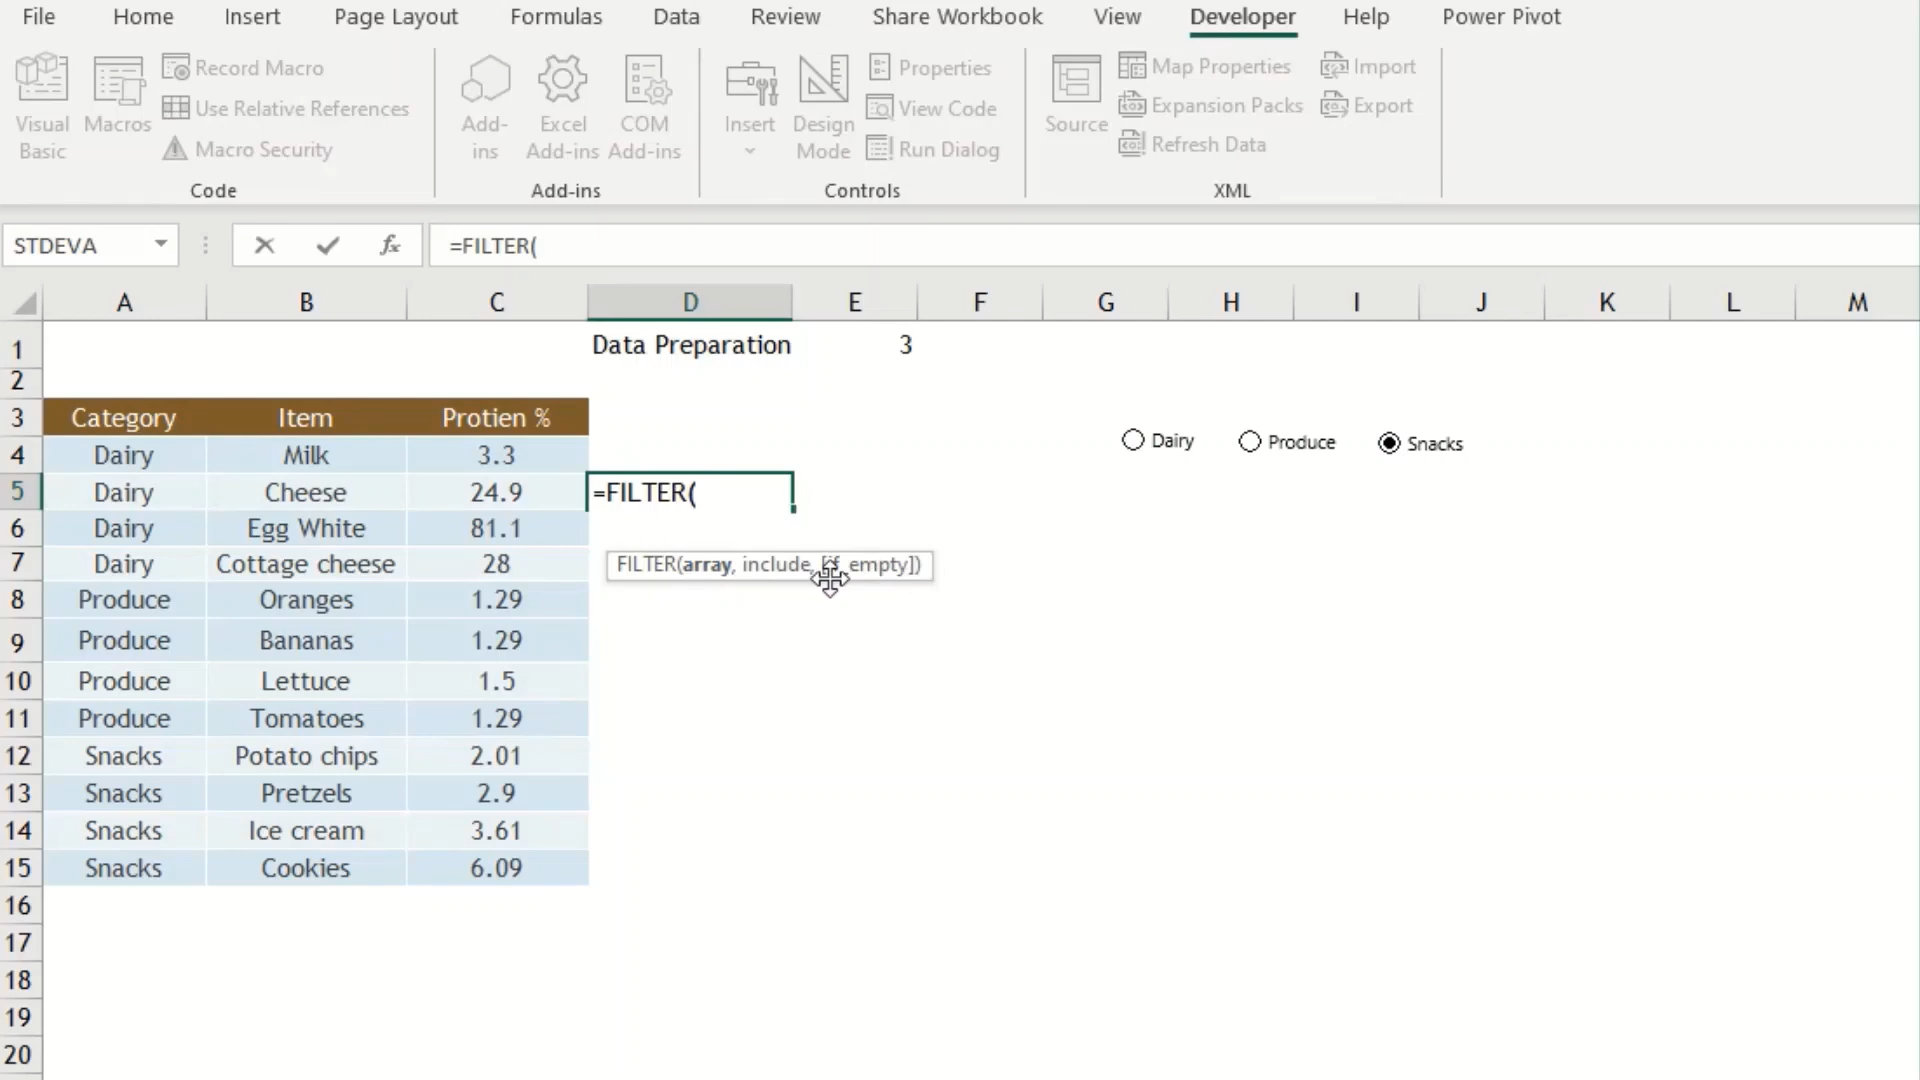 File Home Insert Page Layout Formulas Data Review Share Workbook View Developer Help Power Pivot
Visual Basic
Macros
Record Macro
Use Relative References
Macro Security
Code
Add-ins
Excel Add-ins
COM Add-ins
Add-ins
Insert
Design Mode
Properties
View Code
Run Dialog
Controls
Source
Map Properties
Expansion Packs
Refresh Data
Import
Export
XML
STDEVA fx =FILTER(
A B C D E F G H I J K L M
1 Data Preparation 3
2
3 Category Item Protien %
4 Dairy Milk 3.3
Dairy Produce Snacks
5 Dairy Cheese 24.9 =FILTER(
6 Dairy Egg White 81.1
7 Dairy Cottage cheese 28
FILTER(array, include, [if_empty])
8 Produce Oranges 1.29
9 Produce Bananas 1.29
10 Produce Lettuce 1.5
11 Produce Tomatoes 1.29
12 Snacks Potato chips 2.01
13 Snacks Pretzels 2.9
14 Snacks Ice cream 3.61
15 Snacks Cookies 6.09
16
17
18
19
20